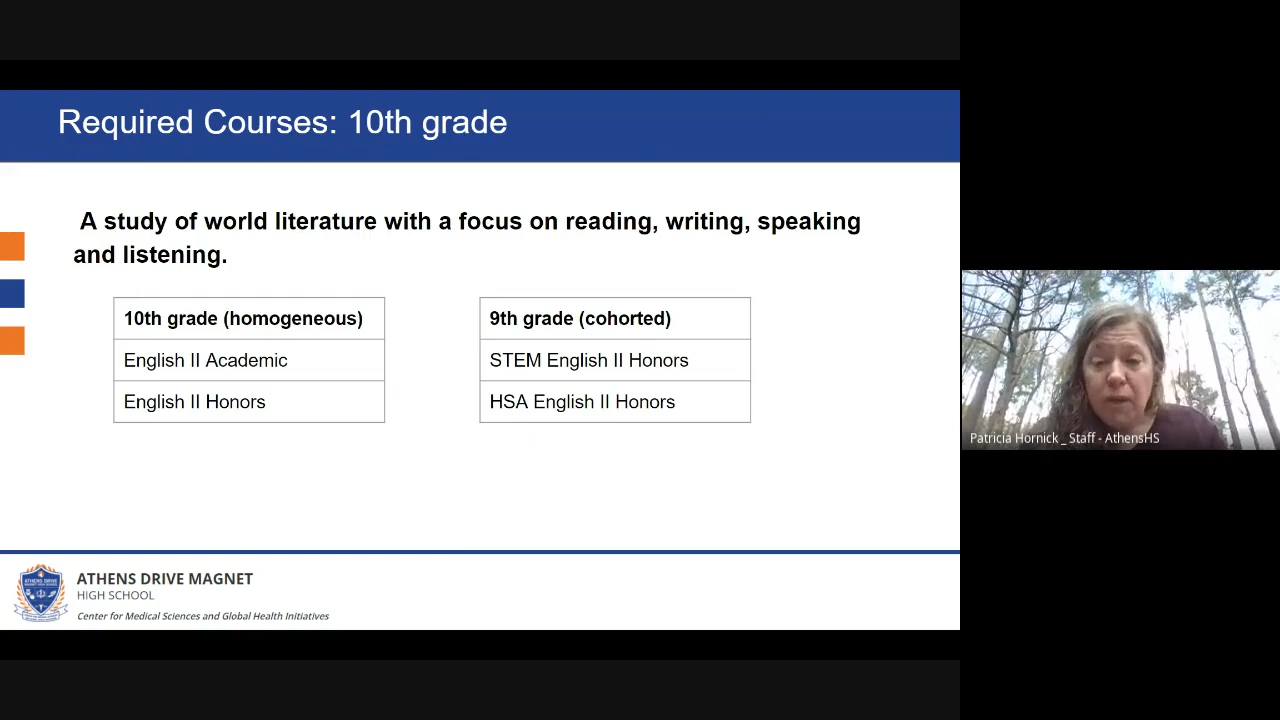 Required Courses: 10th grade
A study of world literature with a focus on reading, writing, speaking
and listening.
10th grade (homogeneous)
English II Academic
English II Honors
9th grade (cohorted)
STEM English II Honors
HSA English II Honors
Patricia Hornick _ Staff - AthensHS
ATHENS DRIVE MAGNET
HIGH SCHOOL
Center for Medical Sciences and Global Health Initiatives